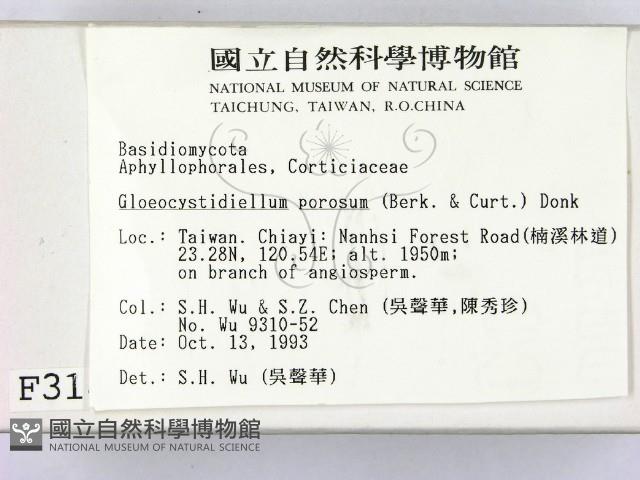 國立自然科學博物館
NATIONAL MUSEUM OF NATURAL SCIENCE
TAICHUNG, TAIWAN, R.O.CHINA
Basidiomycota
Aphyllophorales, Corticiaceae
Gloeocystidiellum porosum (Berk. & Curt.) Donk
Loc.: Taiwan. Chiayi: Nanhsi Forest Road(楠溪林道)
23.28N, 120.54E; alt. 1950m;
on branch of angiosperm.
Col.: S.H. Wu & S.Z. Chen (吳聲華,陳秀珍)
No. Wu 9310-52
Date: Oct. 13, 1993
Det.: S.H. Wu (吳聲華)
F31
國立自然科學博物館
NATIONAL MUSEUM OF NATURAL SCIENCE